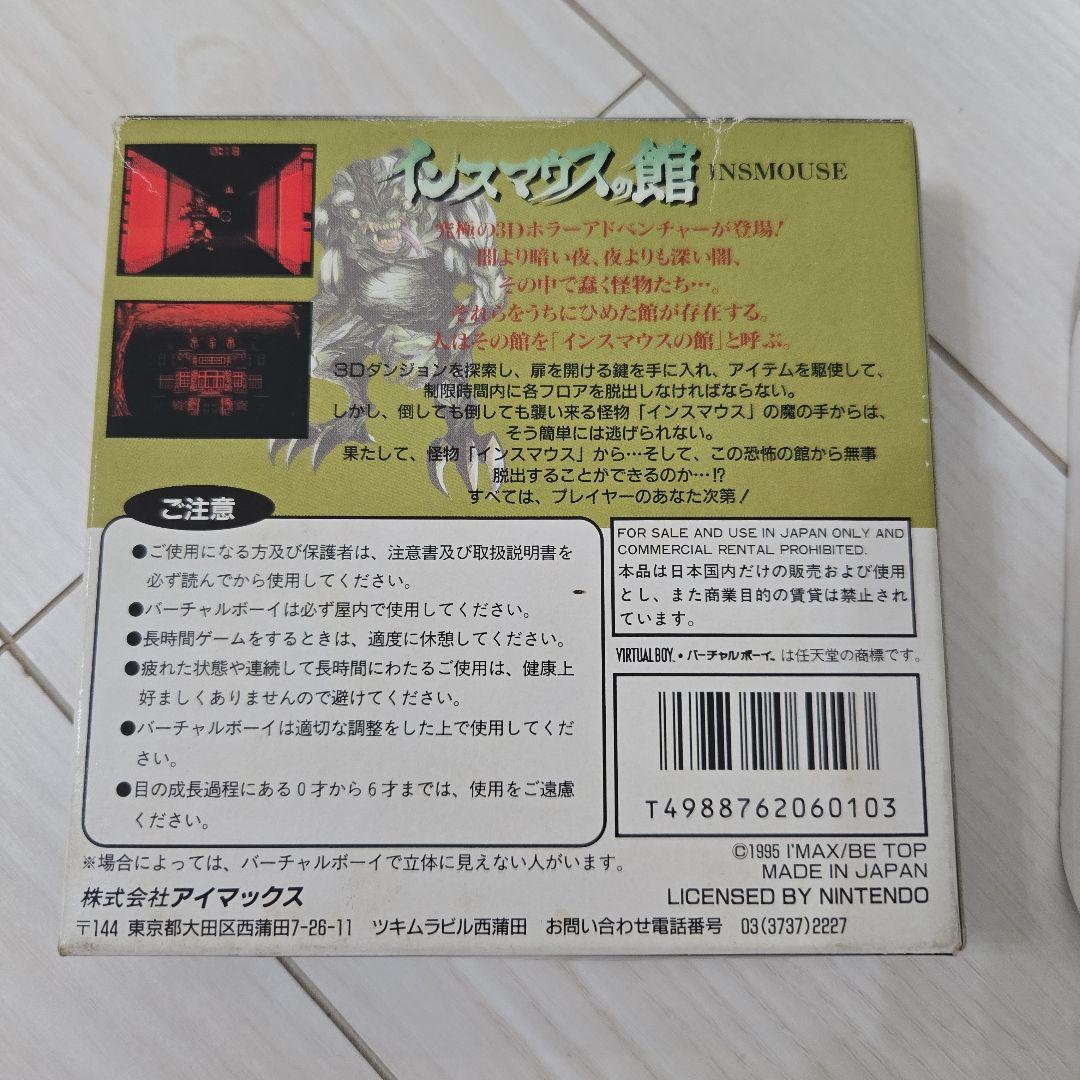 0:18
インスマウスの館 INSMOUSE
究極の3Dホラーアドベンチャーが登場!
闇より暗い夜、夜よりも深い闇、
その中で蠢く怪物たち…。
それらをうちにひめた館が存在する。
人はその館を「インスマウスの館」と呼ぶ。
3Dダンジョンを探索し、扉を開ける鍵を手に入れ、アイテムを駆使して、
制限時間内に各フロアを脱出しなければならない。
しかし、倒しても倒しても襲い来る怪物「インスマウス」の魔の手からは、
そう簡単には逃げられない。
果たして、怪物「インスマウス」から…そして、この恐怖の館から無事
脱出することができるのか…!?
すべては、プレイヤーのあなた次第!
ご注意
●ご使用になる方及び保護者は、注意書及び取扱説明書を
必ず読んでから使用してください。
●バーチャルボーイは必ず屋内で使用してください。
●長時間ゲームをするときは、適度に休憩してください。
●疲れた状態や連続して長時間にわたるご使用は、健康上
好ましくありませんので避けてください。
●バーチャルボーイは適切な調整をした上で使用してくだ
さい。
●目の成長過程にある0才から6才までは、使用をご遠慮
ください。
※場合によっては、バーチャルボーイで立体に見えない人がいます。
FOR SALE AND USE IN JAPAN ONLY AND
COMMERCIAL RENTAL PROHIBITED.
本品は日本国内だけの販売および使用
とし、また商業目的の賃貸は禁止され
ています。
VIRTUAL BOY・バーチャルボーイ は任天堂の商標です。
T4988762060103
©1995 I'MAX/BE TOP
MADE IN JAPAN
LICENSED BY NINTENDO
株式会社アイマックス
〒144 東京都大田区西蒲田7-26-11 ツキムラビル西蒲田 お問い合わせ電話番号 03(3737)2227